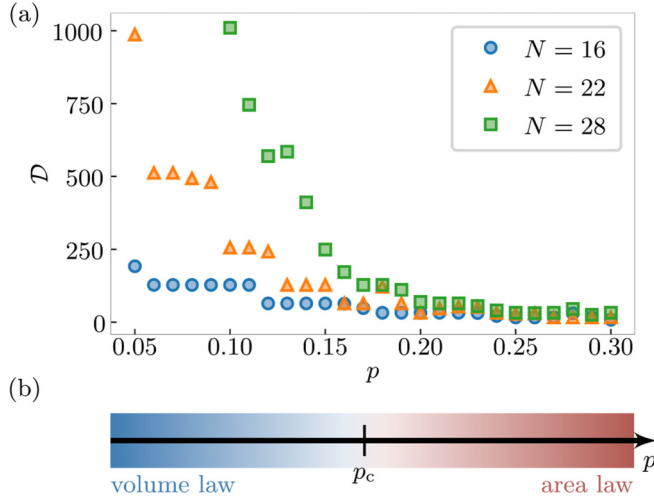 (a)
1000
750
500
250
0
𝒟
N = 16
N = 22
N = 28
0.05 0.10 0.15 0.20 0.25 0.30
p
(b)
p_c
p
volume law area law